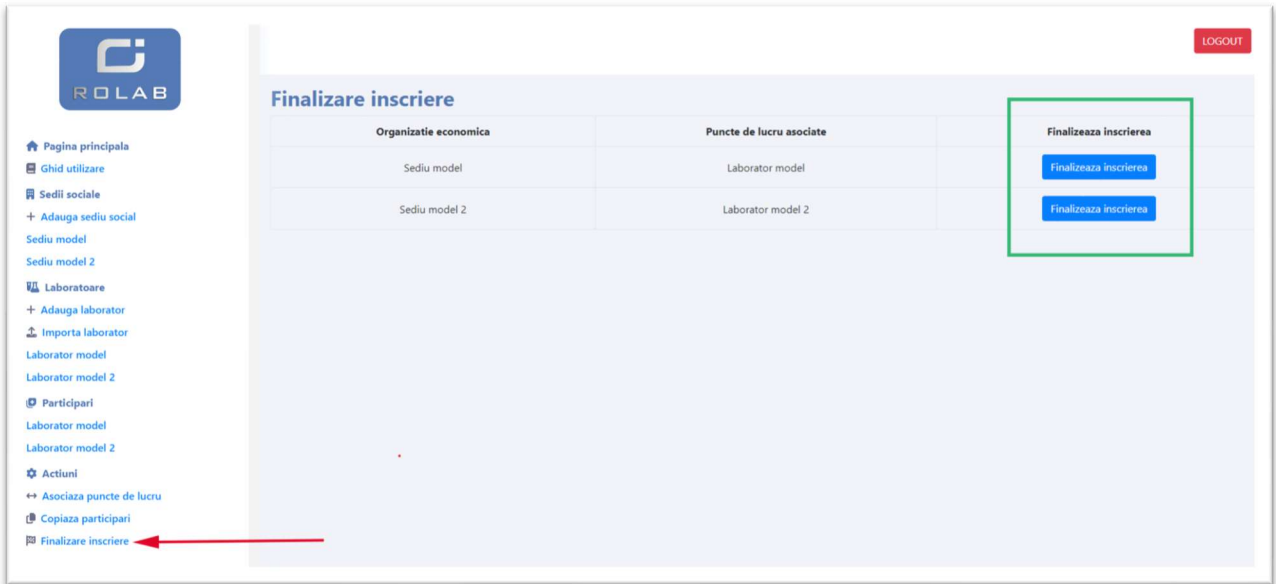 ROLAB
LOGOUT
Pagina principala
Ghid utilizare
Sedii sociale
+ Adauga sediu social
Sediu model
Sediu model 2
Laboratoare
+ Adauga laborator
Importa laborator
Laborator model
Laborator model 2
Participari
Laborator model
Laborator model 2
Actiuni
Asociaza puncte de lucru
Copiaza participari
Finalizare inscriere
Finalizare inscriere
Organizatie economica Puncte de lucru asociate Finalizeaza inscrierea
Sediu model Laborator model Finalizeaza inscrierea
Sediu model 2 Laborator model 2 Finalizeaza inscrierea